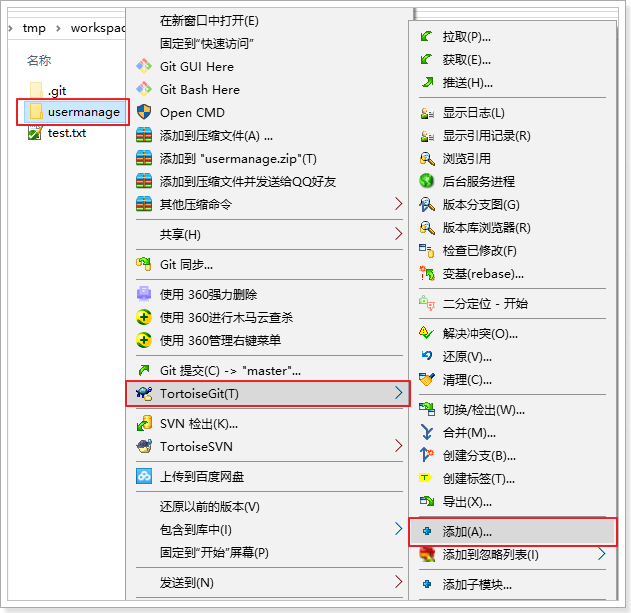 tmp › workspac
名称
.git
usermanage
test.txt
在新窗口中打开(E)
固定到“快速访问”
Git GUI Here
Git Bash Here
Open CMD
添加到压缩文件(A) ...
添加到 "usermanage.zip"(T)
添加到压缩文件并发送给QQ好友
其他压缩命令
共享(H)
Git 同步...
使用 360强力删除
使用 360进行木马云查杀
使用 360管理右键菜单
Git 提交(C) -> "master"...
TortoiseGit(T)
SVN 检出(K)...
TortoiseSVN
上传到百度网盘
还原以前的版本(V)
包含到库中(I)
固定到“开始”屏幕(P)
发送到(N)
拉取(P)...
获取(E)...
推送(H)...
显示日志(L)
显示引用记录(R)
浏览引用
后台服务进程
版本分支图(G)
版本库浏览器(R)
检查已修改(F)
变基(rebase)...
二分定位 - 开始
解决冲突(O)...
还原(V)...
清理(C)...
切换/检出(W)...
合并(M)...
创建分支(B)...
创建标签(T)...
导出(X)...
添加(A)...
添加到忽略列表(I)
添加子模块...